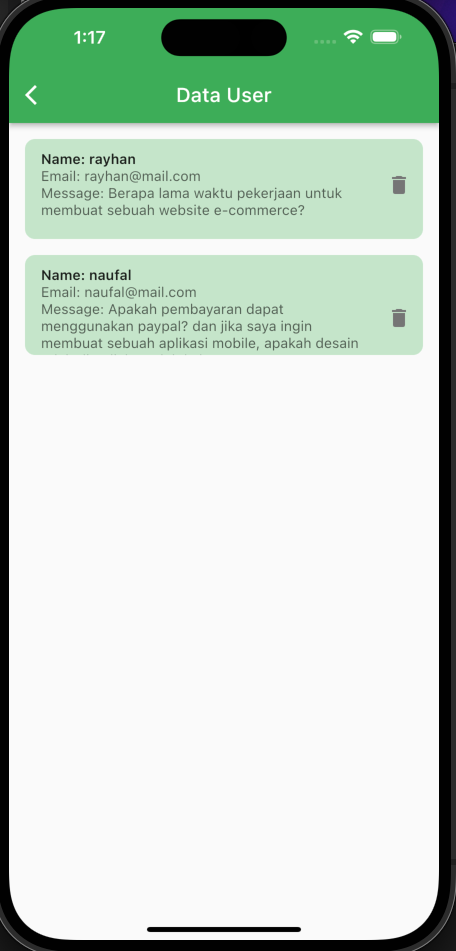 1:17
Data User
Name: rayhan
Email: rayhan@mail.com
Message: Berapa lama waktu pekerjaan untuk
membuat sebuah website e-commerce?
Name: naufal
Email: naufal@mail.com
Message: Apakah pembayaran dapat
menggunakan paypal? dan jika saya ingin
membuat sebuah aplikasi mobile, apakah desain